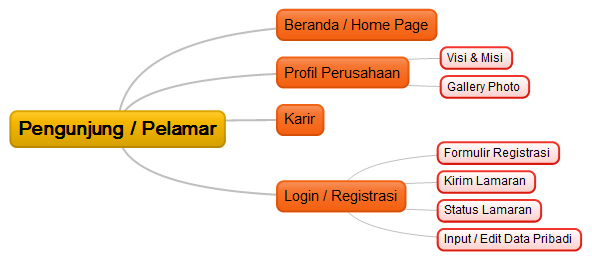 Pengunjung / Pelamar
Beranda / Home Page
Profil Perusahaan
Visi & Misi
Gallery Photo
Karir
Login / Registrasi
Formulir Registrasi
Kirim Lamaran
Status Lamaran
Input / Edit Data Pribadi